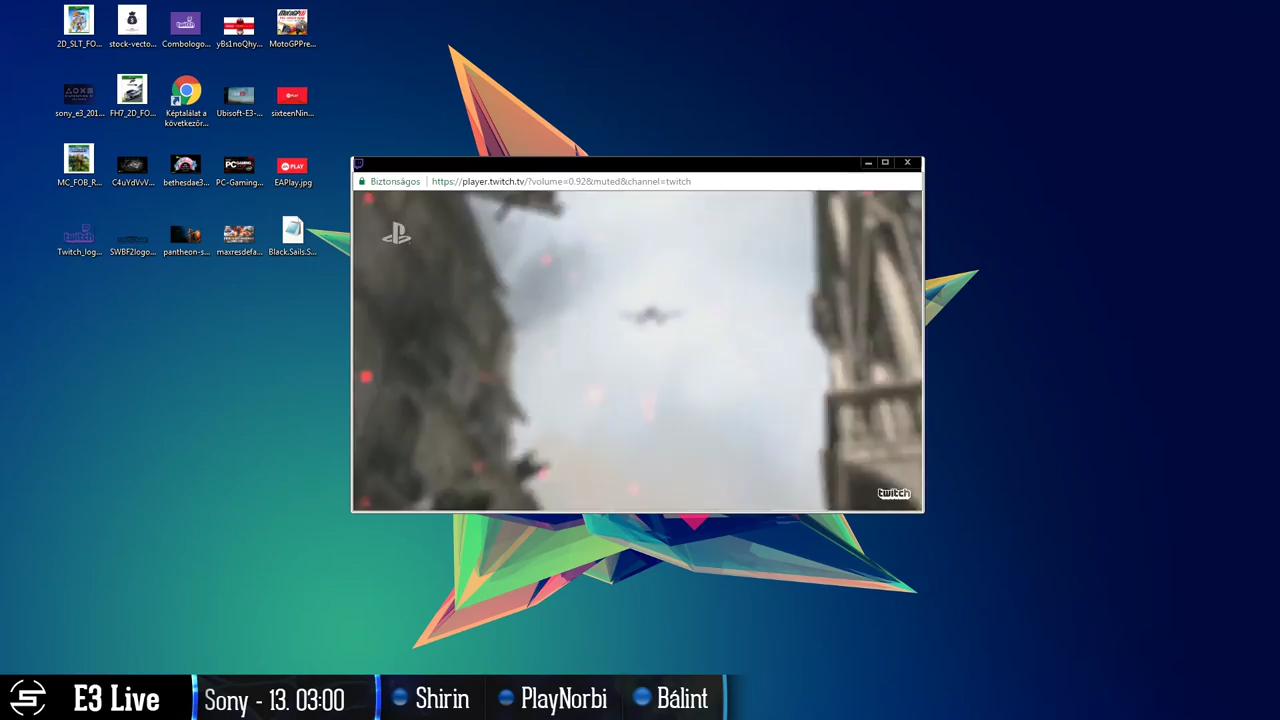 2D_SLT_FO...
stock-vecto...
Combologo...
yBs1noQhy...
MotoGPPre...
sony_e3_201...
FH7_2D_FO...
Képtalálat a
következőr...
Ubisoft-E3-...
sixteenNin...
MC_FOB_R...
C4uYdVvV...
bethesdae3...
PC-Gaming...
EAPlay.jpg
Twitch_log...
SWBF2logo...
pantheon-s...
maxresdefa...
Black.Sails.S...
Biztonságos
https://player.twitch.tv/?volume=0.92&muted&channel=twitch
twitch
E3 Live
Sony - 13. 03:00
Shirin
PlayNorbi
Bálint